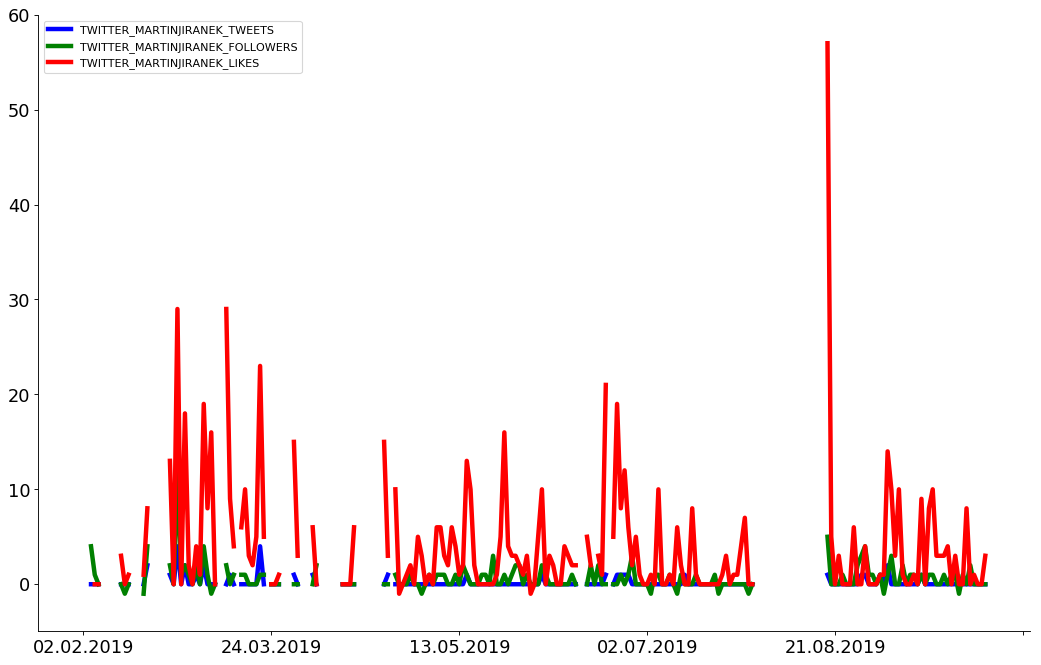 60
TWITTER_MARTINJIRANEK_TWEETS
TWITTER_MARTINJIRANEK_FOLLOWERS
TWITTER_MARTINJIRANEK_LIKES
50
40
30
20
10
0
02.02.2019 24.03.2019 13.05.2019 02.07.2019 21.08.2019